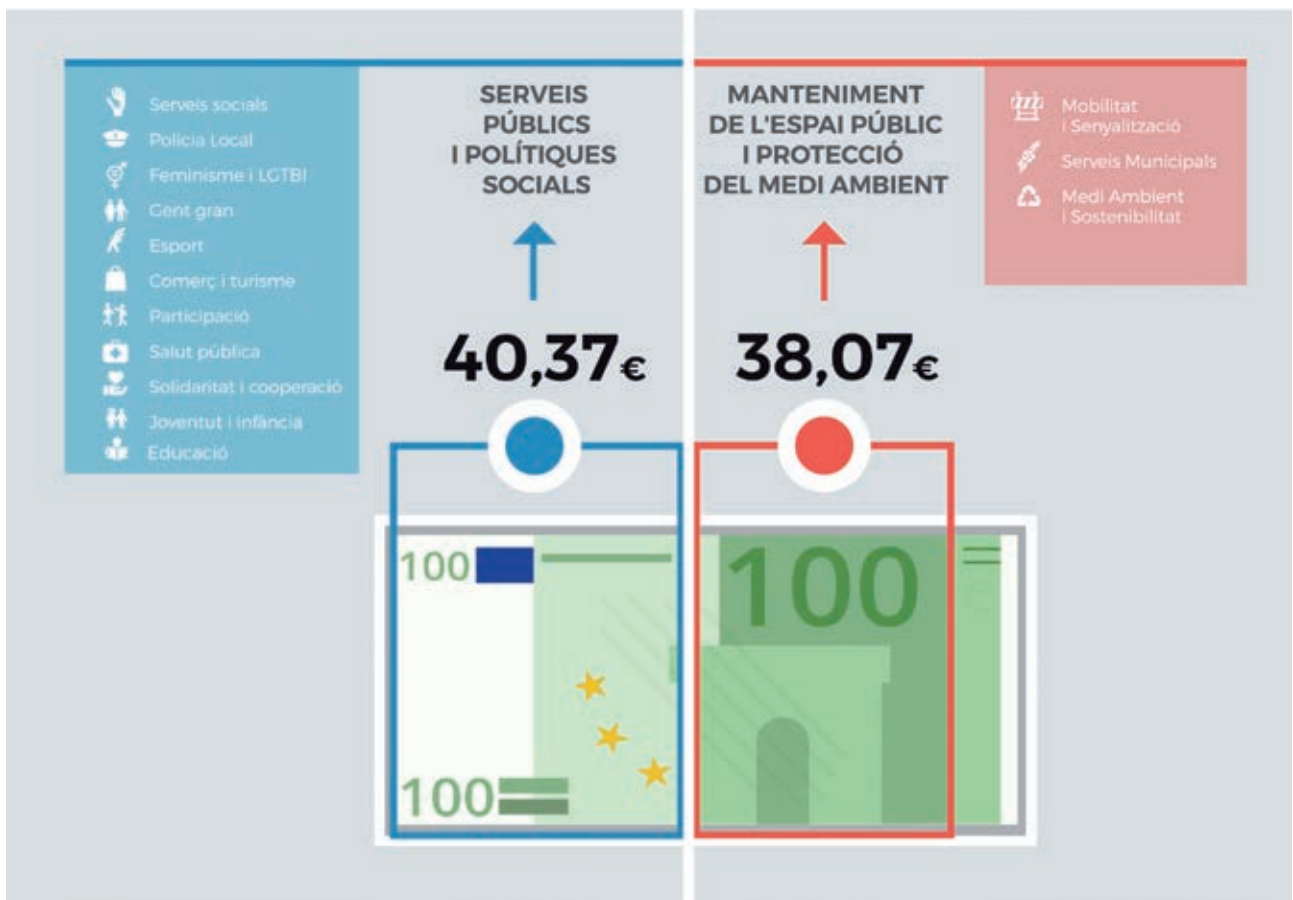 Serveis socials
Policia Local
Feminisme i LGTBI
Gent gran
Esport
Comerç i turisme
Participació
Salut pública
Solidaritat i cooperació
Joventut i infància
Educació
SERVEIS
PÚBLICS
I POLÍTIQUES
SOCIALS
40,37€
MANTENIMENT
DE L'ESPAI PÚBLIC
I PROTECCIÓ
DEL MEDI AMBIENT
38,07€
Mobilitat
i Senyalització
Serveis Municipals
Medi Ambient
i Sostenibilitat
100
100
100